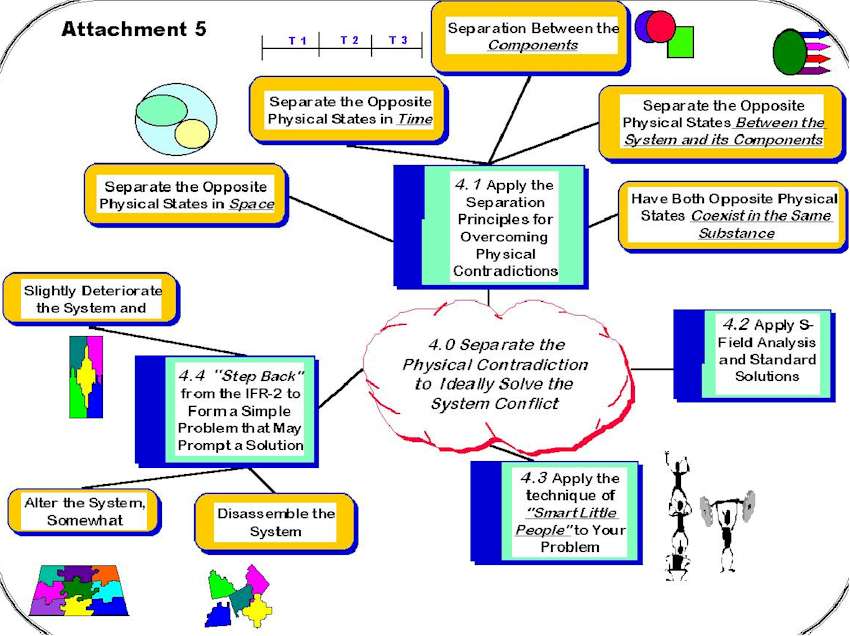 Attachment 5
T 1 T 2 T 3
Separation Between the
Components
Separate the Opposite
Physical States in Time
Separate the Opposite
Physical States Between the
System and its Components
Separate the Opposite
Physical States in Space
4.1 Apply the
Separation
Principles for
Overcoming
Physical
Contradictions
Have Both Opposite Physical
States Coexist in the Same
Substance
Slightly Deteriorate
the System and
4.0 Separate the
Physical Contradiction
to Ideally Solve the
System Conflict
4.2 Apply S-
Field Analysis
and Standard
Solutions
4.4 "Step Back"
from the IFR-2 to
Form a Simple
Problem that May
Prompt a Solution
4.3 Apply the
technique of
"Smart Little
People" to Your
Problem
Alter the System,
Somewhat
Disassemble the
System